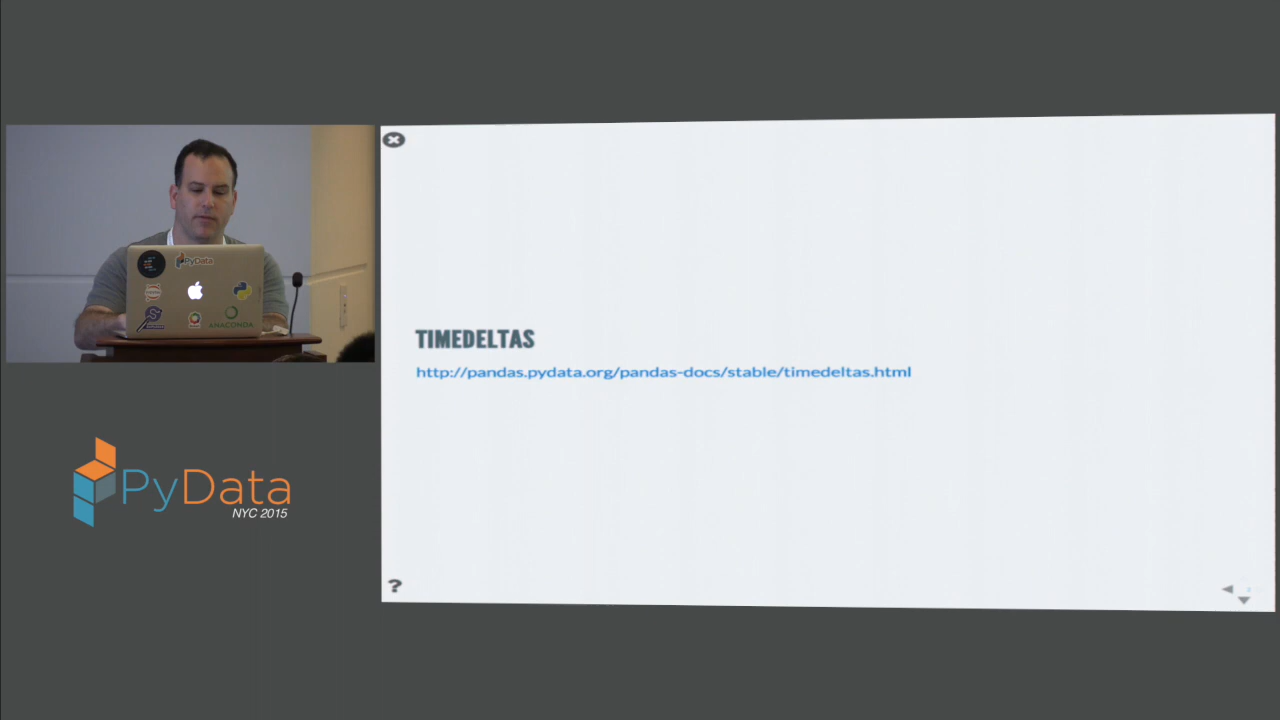 PyData
ANACONDA
TIMEDELTAS
http://pandas.pydata.org/pandas-docs/stable/timedeltas.html
?
PyData
NYC 2015